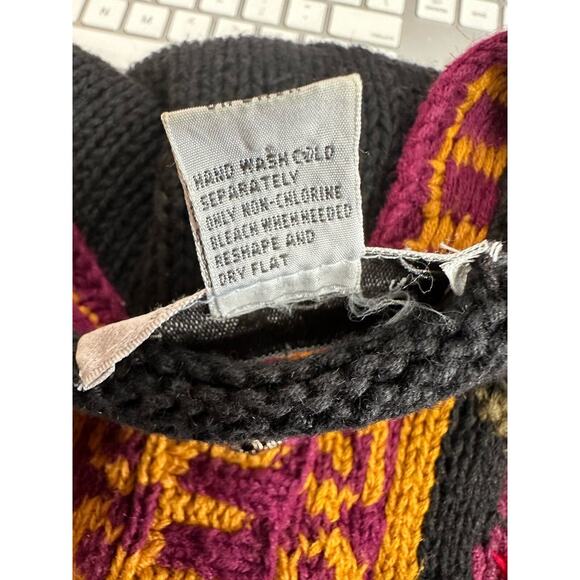 HAND WASH COLD
SEPARATELY
ONLY NON-CHLORINE
BLEACH WHEN NEEDED
RESHAPE AND
DRY FLAT